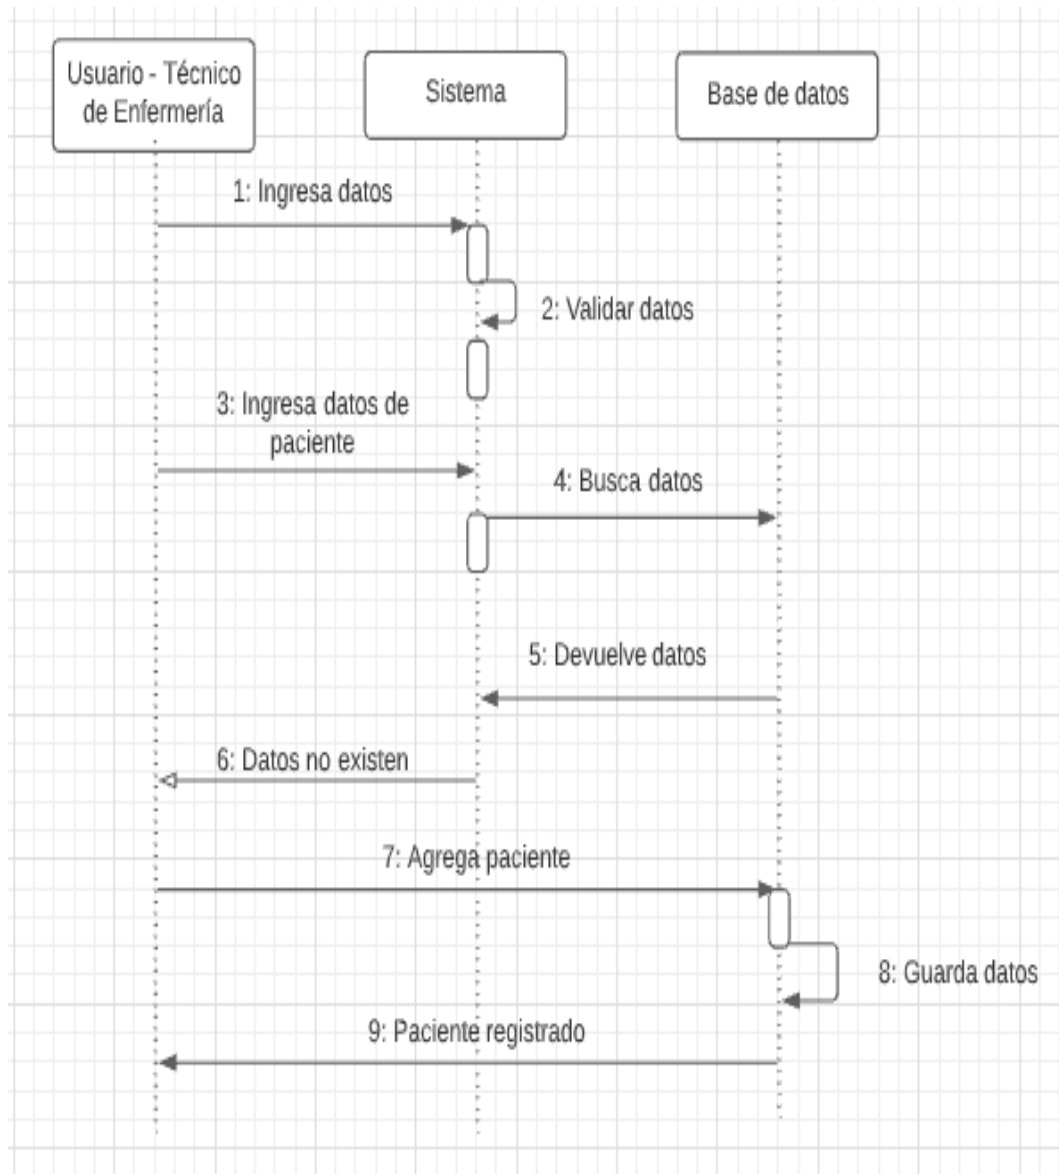 Usuario - Técnico
de Enfermería
Sistema
Base de datos
1: Ingresa datos
2: Validar datos
3: Ingresa datos de
paciente
4: Busca datos
5: Devuelve datos
6: Datos no existen
7: Agrega paciente
8: Guarda datos
9: Paciente registrado